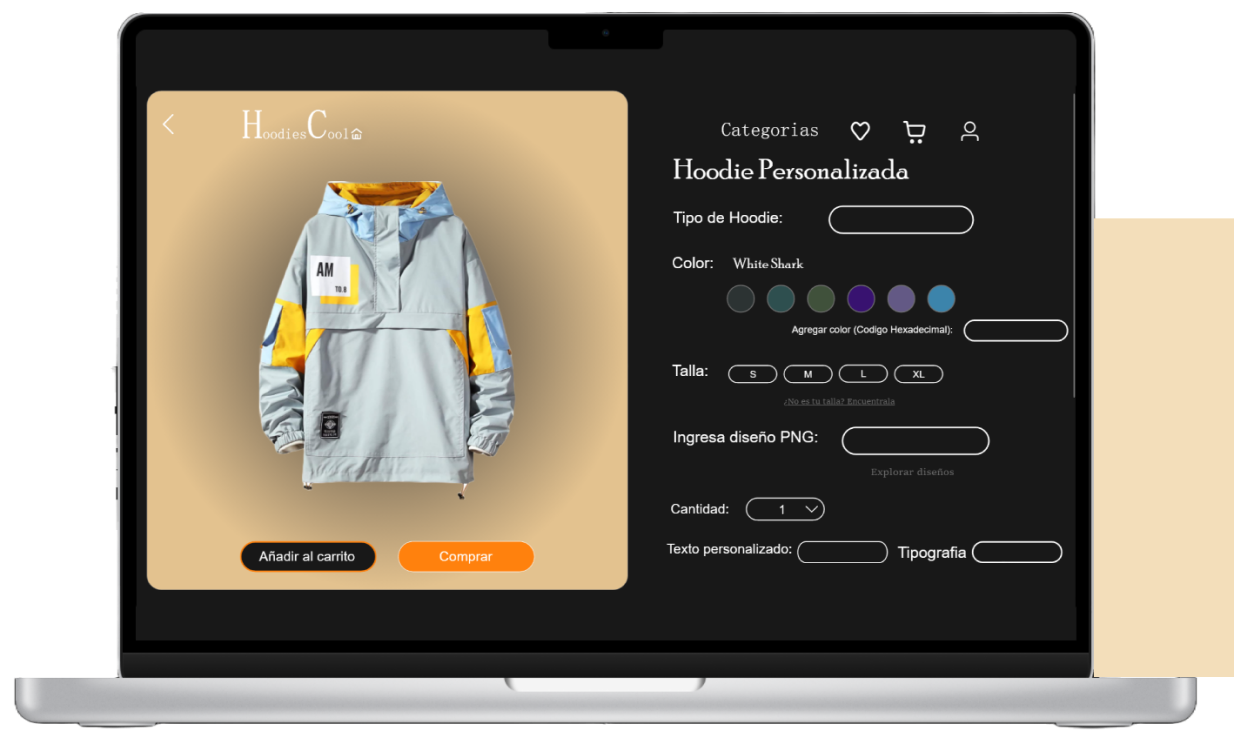 HoodiesCool
Categorias
Hoodie Personalizada
Tipo de Hoodie:
Color: White Shark
Agregar color (Codigo Hexadecimal):
Talla: S M L XL
¿No es tu talla? Encuentrala
Ingresa diseño PNG:
Explorar diseños
Cantidad: 1
Texto personalizado: Tipografia
AM
TO.R
Añadir al carrito Comprar